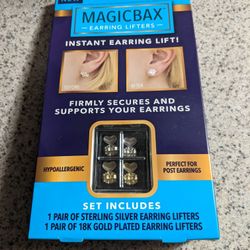 MAGICBAX
EARRING LIFTERS
INSTANT EARRING LIFT!
FIRMLY SECURES AND
SUPPORTS YOUR EARRINGS
HYPOALLERGENIC
PERFECT FOR
POST EARRINGS
SET INCLUDES
1 PAIR OF STERLING SILVER EARRING LIFTERS
1 PAIR OF 18K GOLD PLATED EARRING LIFTERS